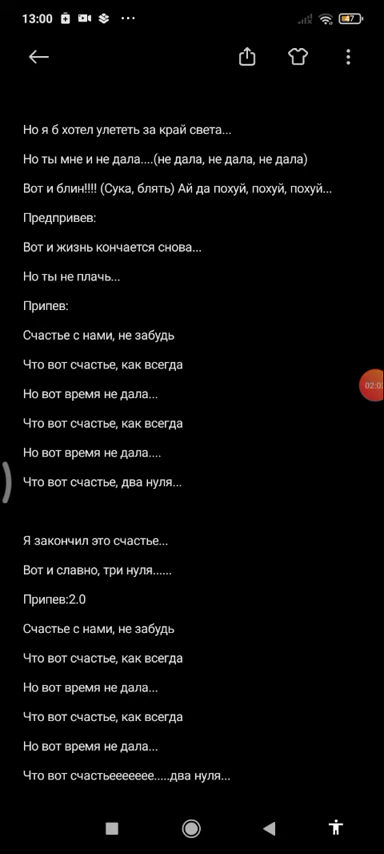 13:00
47
Но я б хотел улететь за край света...
Но ты мне и не дала....(не дала, не дала, не дала)
Вот и блин!!!! (Сука, блять) Ай да похуй, похуй, похуй...
Предпривев:
Вот и жизнь кончается снова...
Но ты не плачь...
Припев:
Счастье с нами, не забудь
Что вот счастье, как всегда
Но вот время не дала...
Что вот счастье, как всегда
Но вот время не дала....
Что вот счастье, два нуля...
Я закончил это счастье...
Вот и славно, три нуля......
Припев:2.0
Счастье с нами, не забудь
Что вот счастье, как всегда
Но вот время не дала...
Что вот счастье, как всегда
Но вот время не дала...
Что вот счастьеееееее.....два нуля...